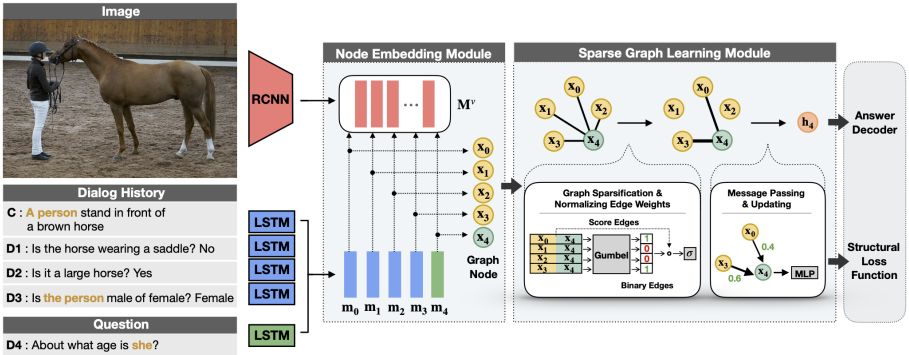 Image
Dialog History
C : A person stand in front of
a brown horse
D1 : Is the horse wearing a saddle? No
D2 : Is it a large horse? Yes
D3 : Is the person male of female? Female
Question
D4 : About what age is she?
RCNN
LSTM
LSTM
LSTM
LSTM
LSTM
Node Embedding Module
M^v
x0
x1
x2
x3
x4
Graph
Node
m0 m1 m2 m3 m4
Sparse Graph Learning Module
x0
x1 x2
x3 x4
x0
x1 x2
x3 x4
h4
Graph Sparsification &
Normalizing Edge Weights
Score Edges
x0 x4 1
x1 x4 0
x2 x4 0
x3 x4 1
Gumbel
σ
Binary Edges
Message Passing
& Updating
x0
0.4
x3
x4
0.6
MLP
Answer
Decoder
Structural
Loss
Function